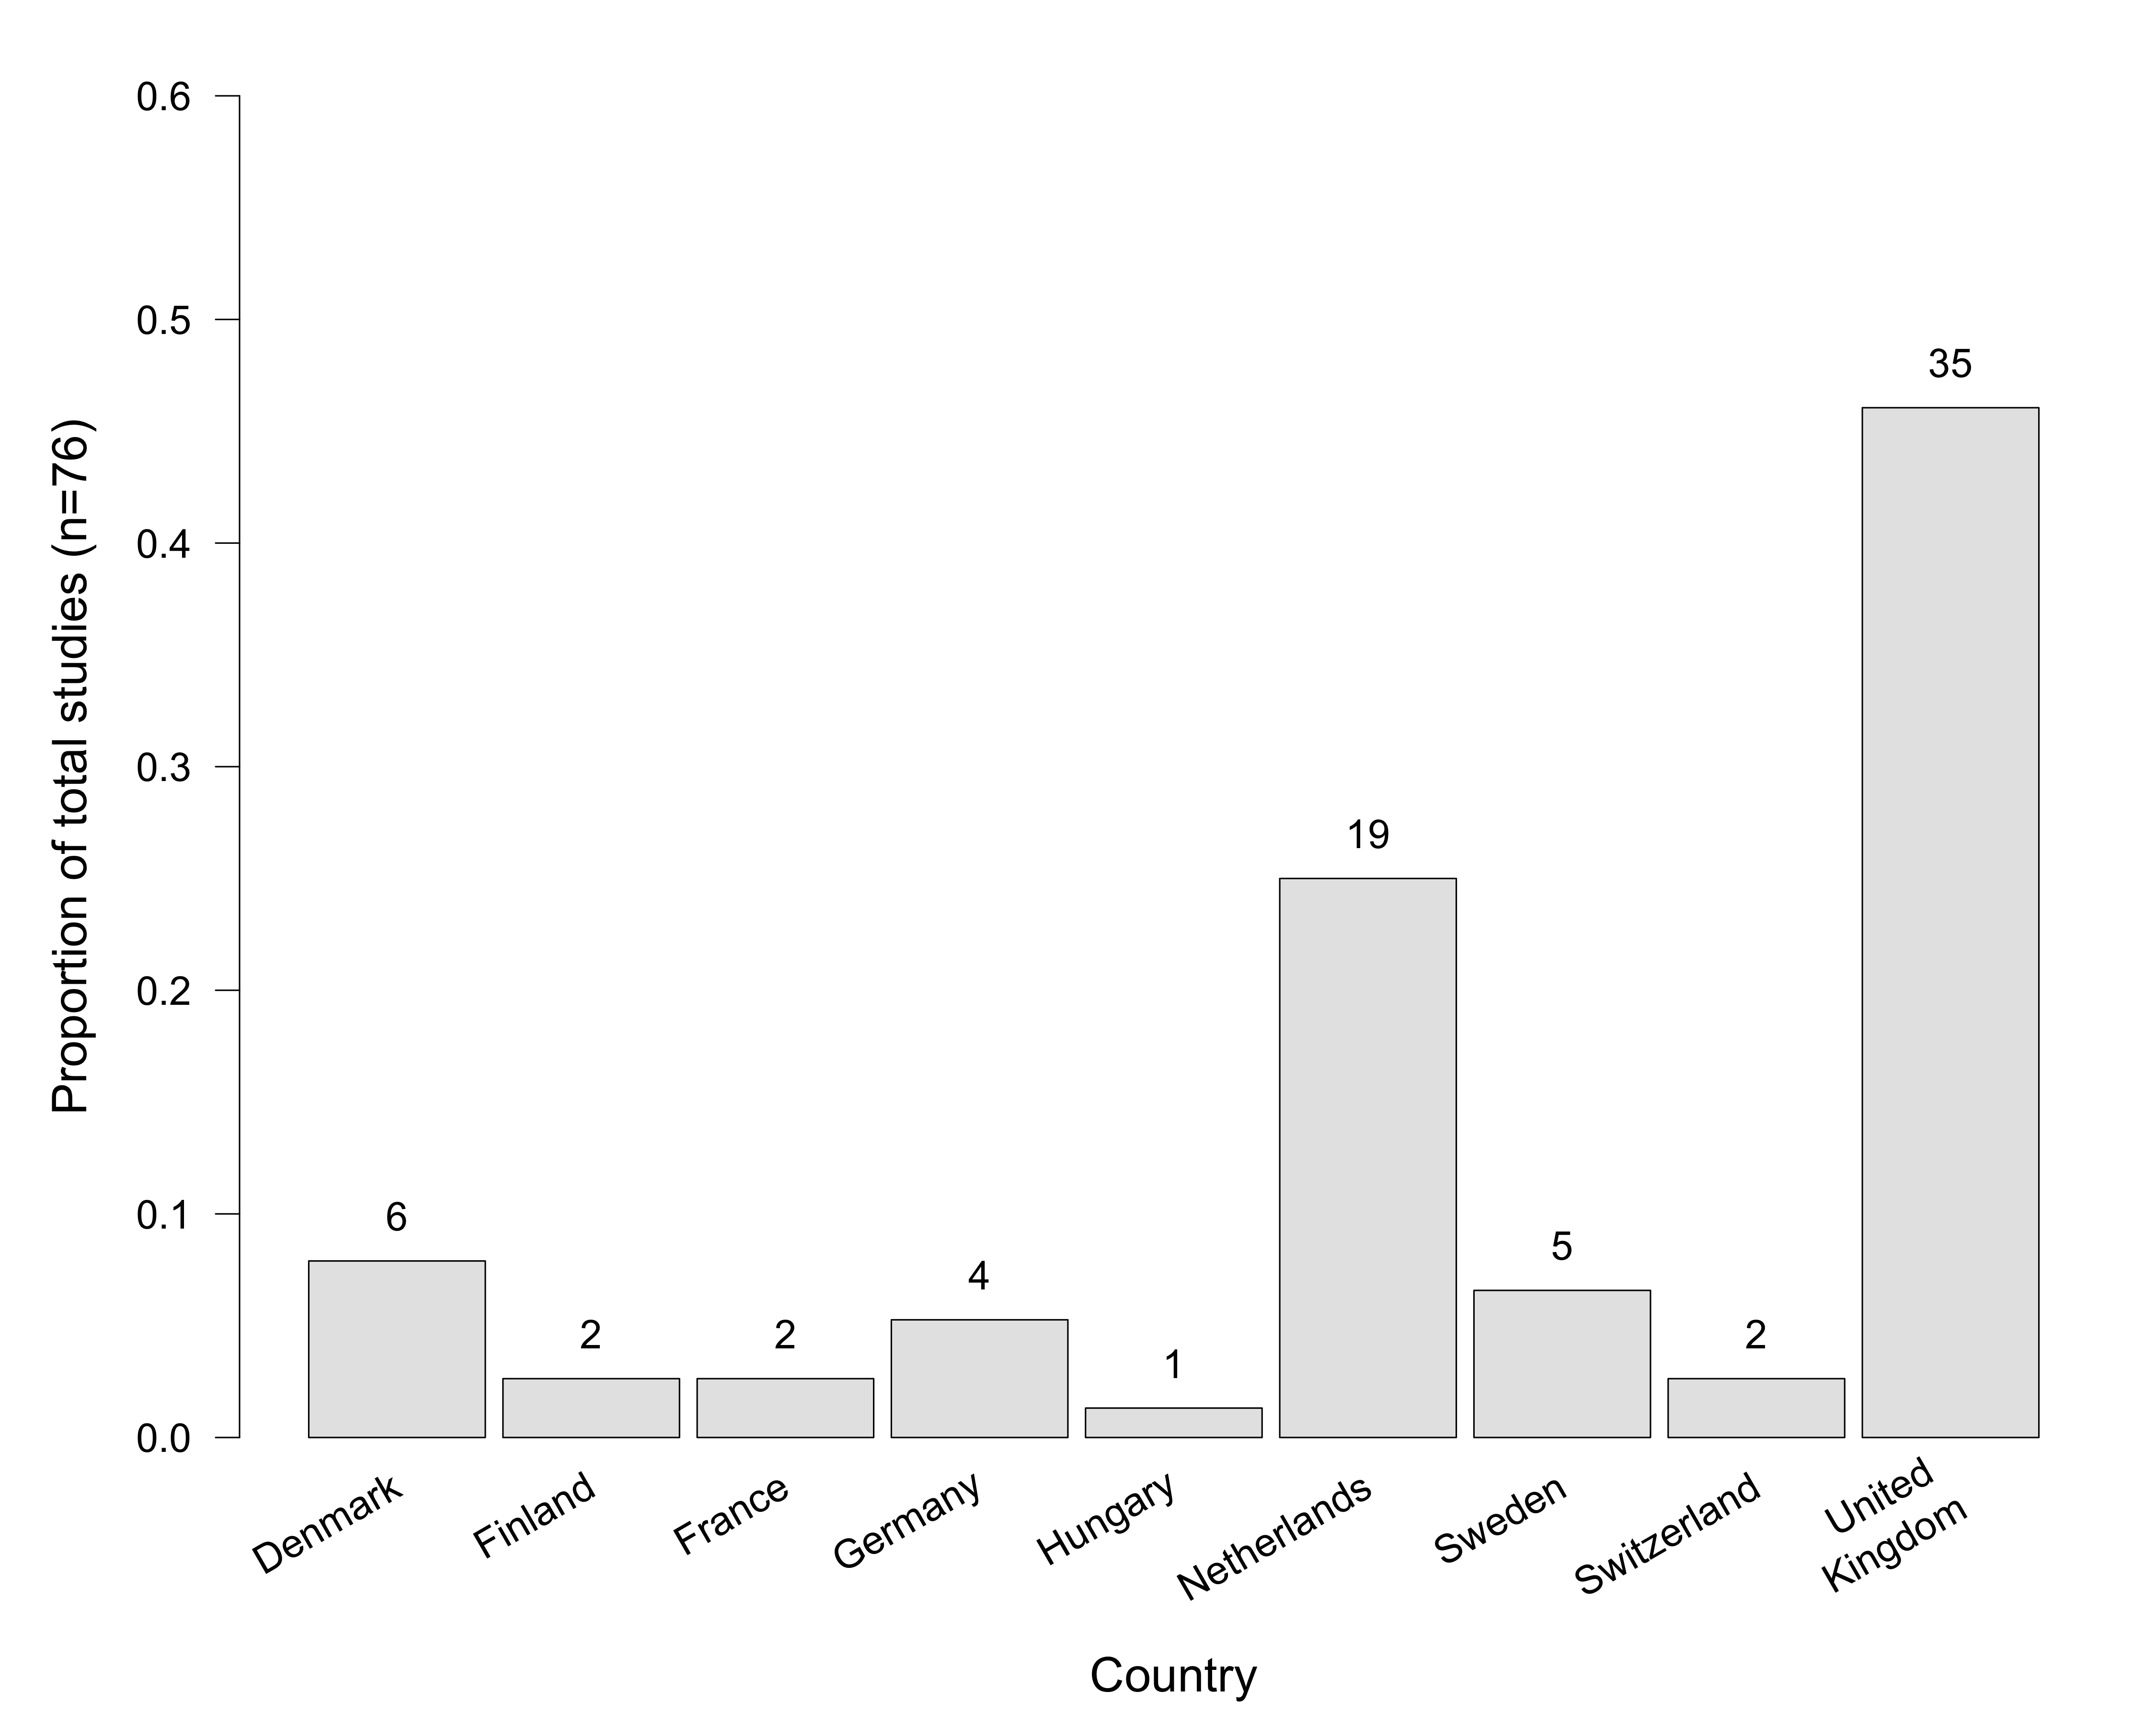 Proportion of total studies (n=76)
0.6
0.5
0.4
0.3
0.2
0.1
0.0
6
2
2
4
1
19
5
2
35
Denmark
Finland
France
Germany
Hungary
Netherlands
Sweden
Switzerland
United
Kingdom
Country